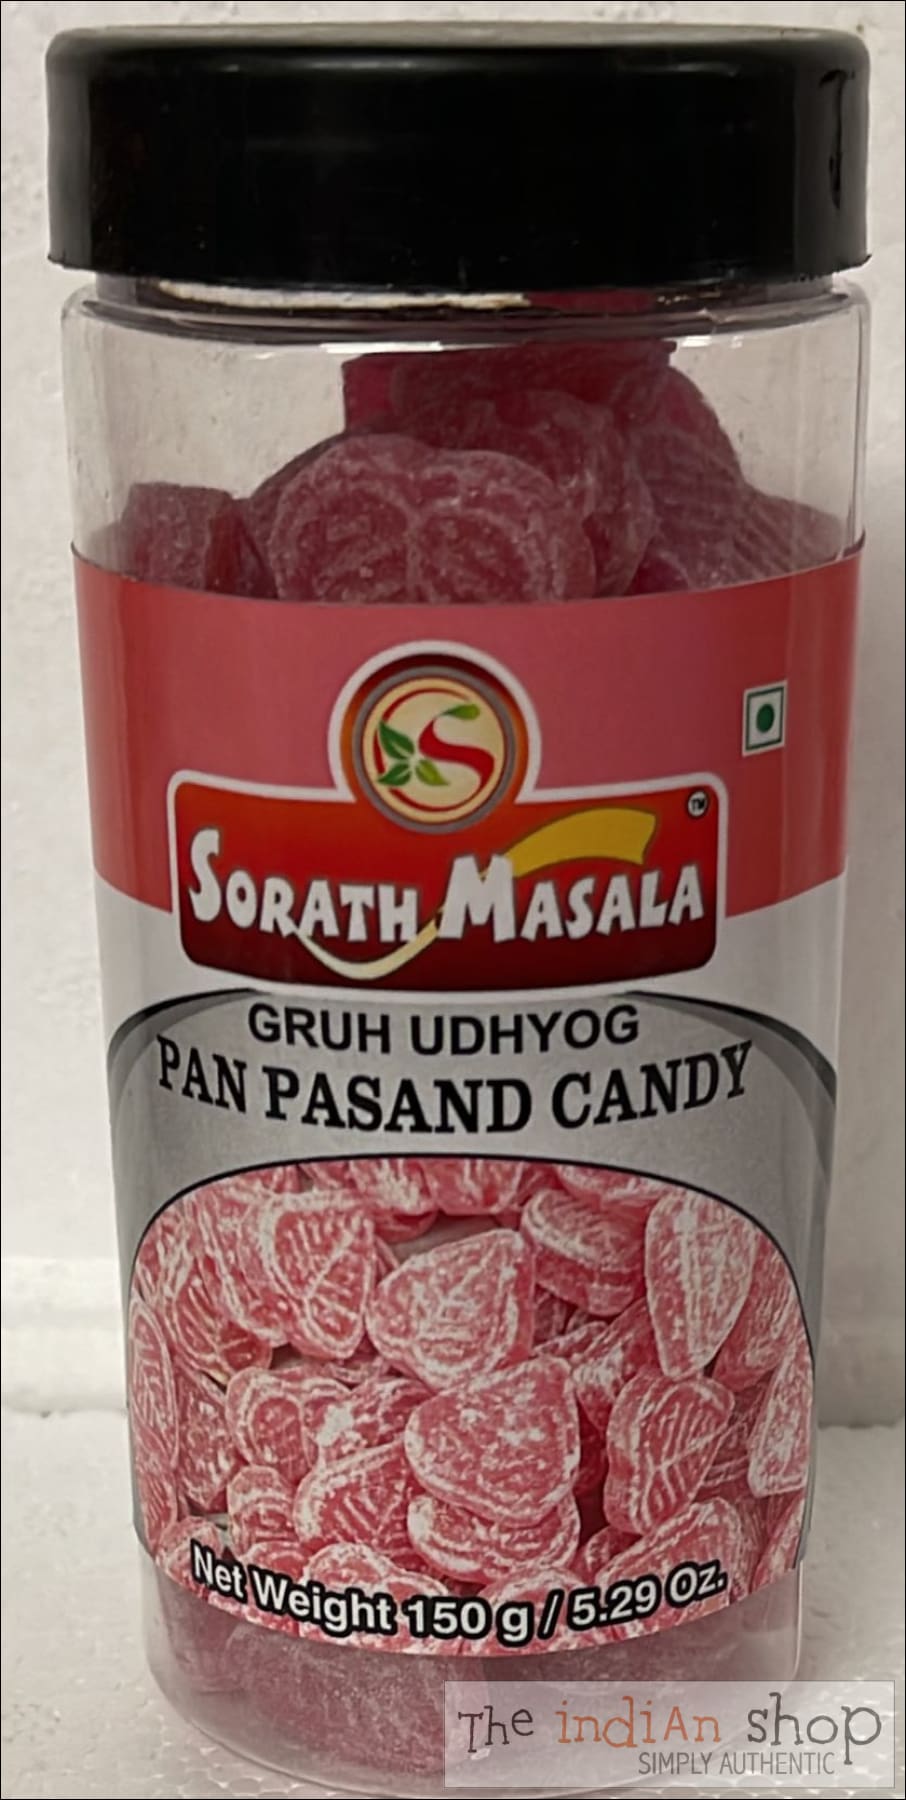 S
SORATH MASALA
TM
GRUH UDHYOG
PAN PASAND CANDY
Net Weight 150 g / 5.29 Oz.
The indiAn shop
SIMPLY AUTHENTIC